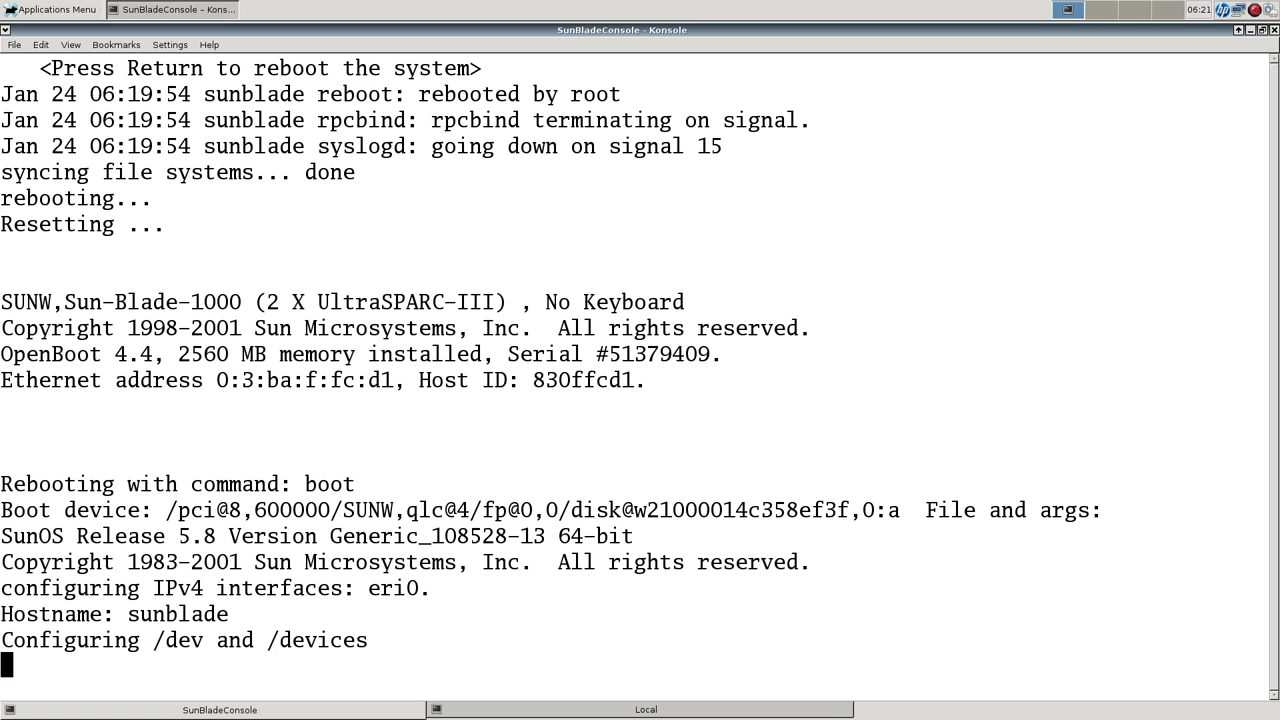 Applications Menu
SunBladeConsole – Kons...
06:21
SunBladeConsole - Konsole
File Edit View Bookmarks Settings Help
<Press Return to reboot the system>
Jan 24 06:19:54 sunblade reboot: rebooted by root
Jan 24 06:19:54 sunblade rpcbind: rpcbind terminating on signal.
Jan 24 06:19:54 sunblade syslogd: going down on signal 15
syncing file systems... done
rebooting...
Resetting ...
SUNW,Sun-Blade-1000 (2 X UltraSPARC-III) , No Keyboard
Copyright 1998-2001 Sun Microsystems, Inc.  All rights reserved.
OpenBoot 4.4, 2560 MB memory installed, Serial #51379409.
Ethernet address 0:3:ba:f:fc:d1, Host ID: 830ffcd1.
Rebooting with command: boot
Boot device: /pci@8,600000/SUNW,qlc@4/fp@0,0/disk@w21000014c358ef3f,0:a  File and args:
SunOS Release 5.8 Version Generic_108528-13 64-bit
Copyright 1983-2001 Sun Microsystems, Inc.  All rights reserved.
configuring IPv4 interfaces: eri0.
Hostname: sunblade
Configuring /dev and /devices
SunBladeConsole
Local